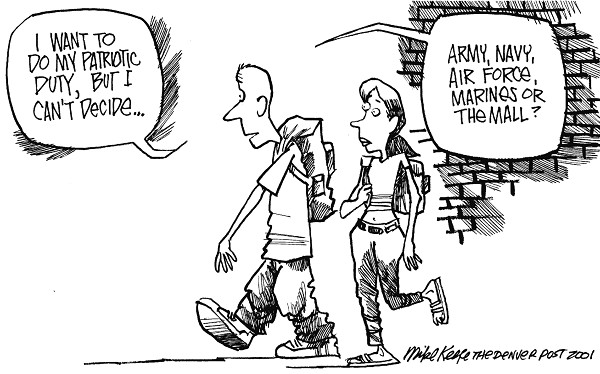 I WANT TO
DO MY PATRIOTIC
DUTY, BUT I
CAN'T DECIDE...
ARMY, NAVY,
AIR FORCE,
MARINES OR
THE MALL?
Mike Keefe THE DENVER POST 2001